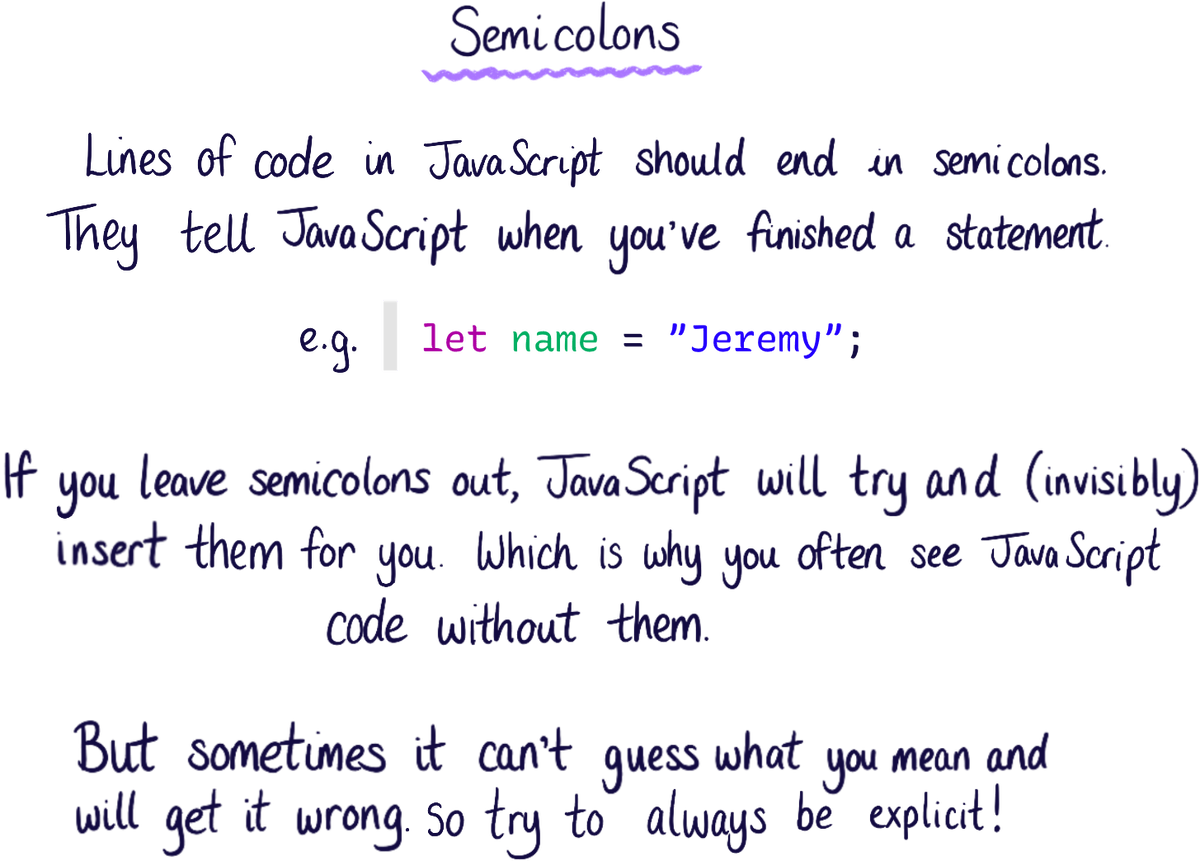 Semicolons
Lines of code in JavaScript should end in semicolons.
They tell JavaScript when you've finished a statement.
e.g. let name = ”Jeremy”;
If you leave semicolons out, JavaScript will try and (invisibly)
insert them for you. Which is why you often see JavaScript
code without them.
But sometimes it can't guess what you mean and
will get it wrong. So try to always be explicit!